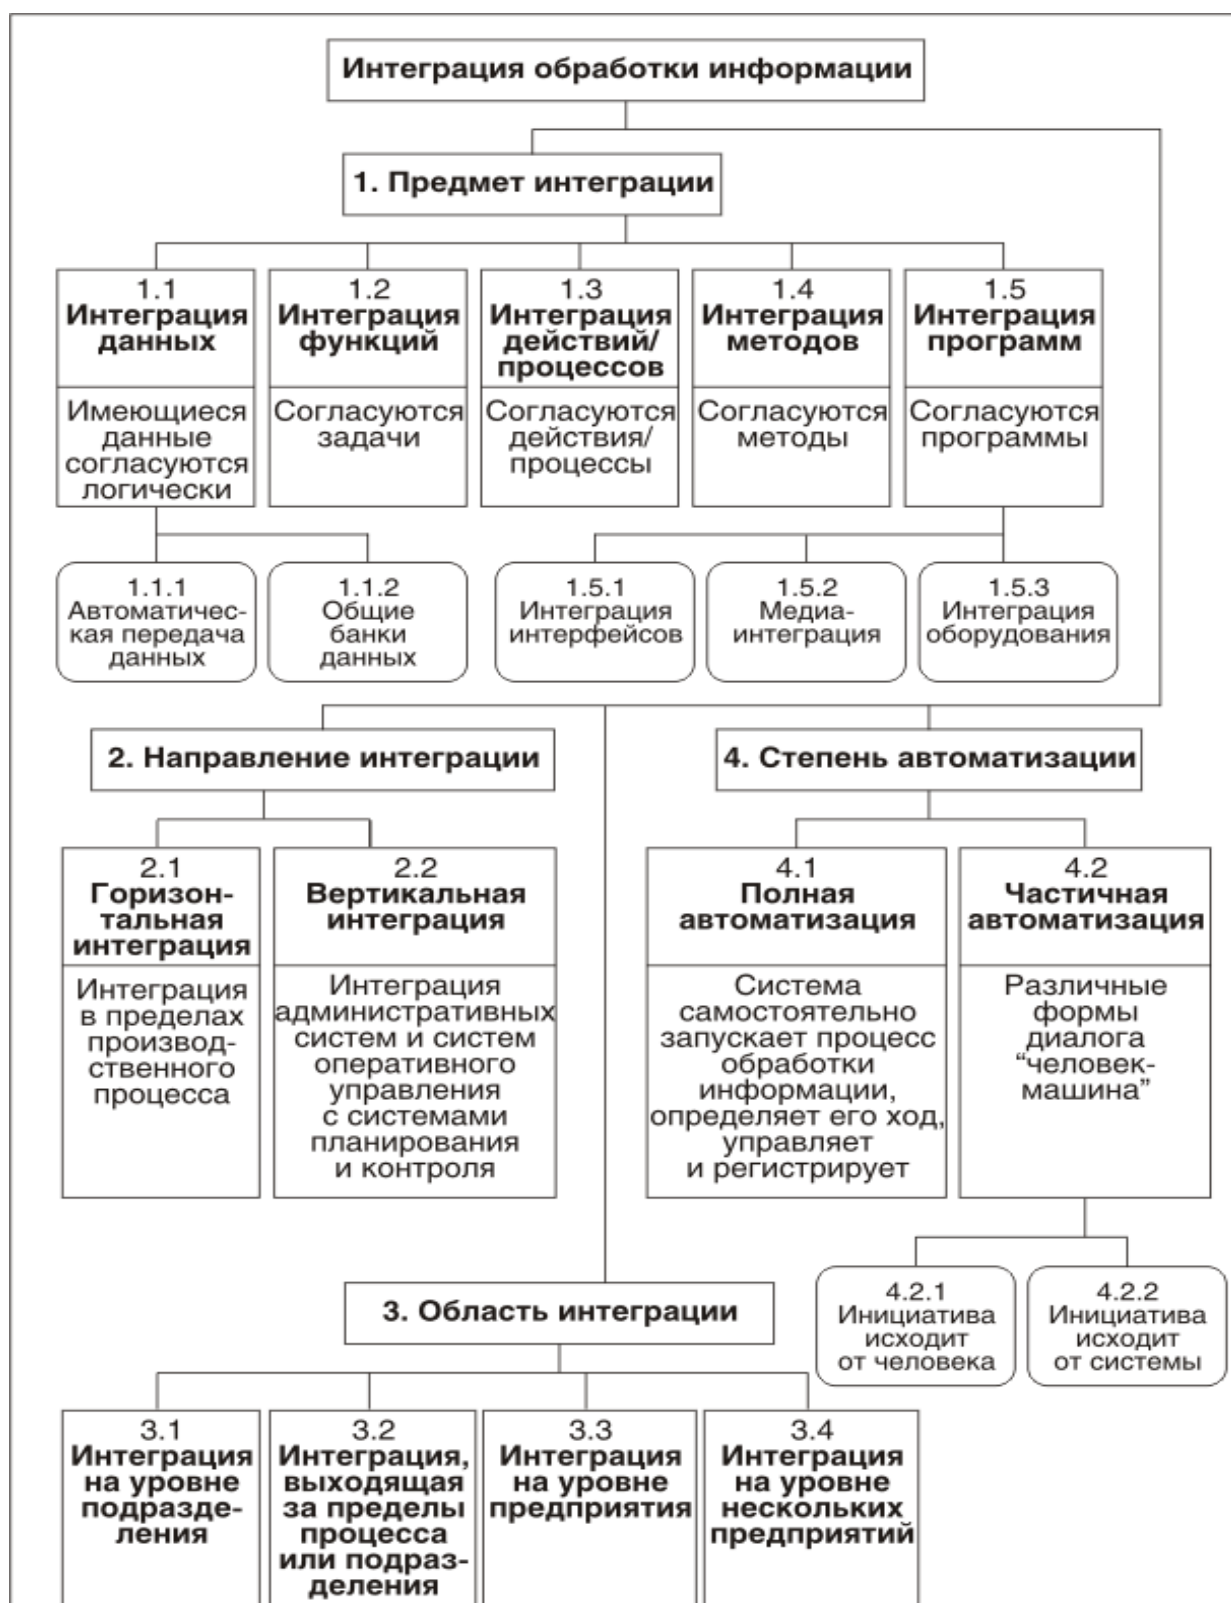 Интеграция обработки информации
1. Предмет интеграции
1.1
Интеграция
данных
Имеющиеся
данные
согласуются
логически
1.2
Интеграция
функций
Согласуются
задачи
1.3
Интеграция
действий/
процессов
Согласуются
действия/
процессы
1.4
Интеграция
методов
Согласуются
методы
1.5
Интеграция
программ
Согласуются
программы
1.1.1
Автоматичес-
кая передача
данных
1.1.2
Общие
банки
данных
1.5.1
Интеграция
интерфейсов
1.5.2
Медиа-
интеграция
1.5.3
Интеграция
оборудования
2. Направление интеграции
4. Степень автоматизации
2.1
Горизон-
тальная
интеграция
Интеграция
в пределах
производ-
ственного
процесса
2.2
Вертикальная
интеграция
Интеграция
административных
систем и систем
оперативного
управления
с системами
планирования
и контроля
4.1
Полная
автоматизация
Система
самостоятельно
запускает процесс
обработки
информации,
определяет его ход,
управляет
и регистрирует
4.2
Частичная
автоматизация
Различные
формы
диалога
“человек-
машина”
4.2.1
Инициатива
исходит
от человека
4.2.2
Инициатива
исходит
от системы
3. Область интеграции
3.1
Интеграция
на уровне
подразде-
ления
3.2
Интеграция,
выходящая
за пределы
процесса
или подраз-
деления
3.3
Интеграция
на уровне
предприятия
3.4
Интеграция
на уровне
нескольких
предприятий